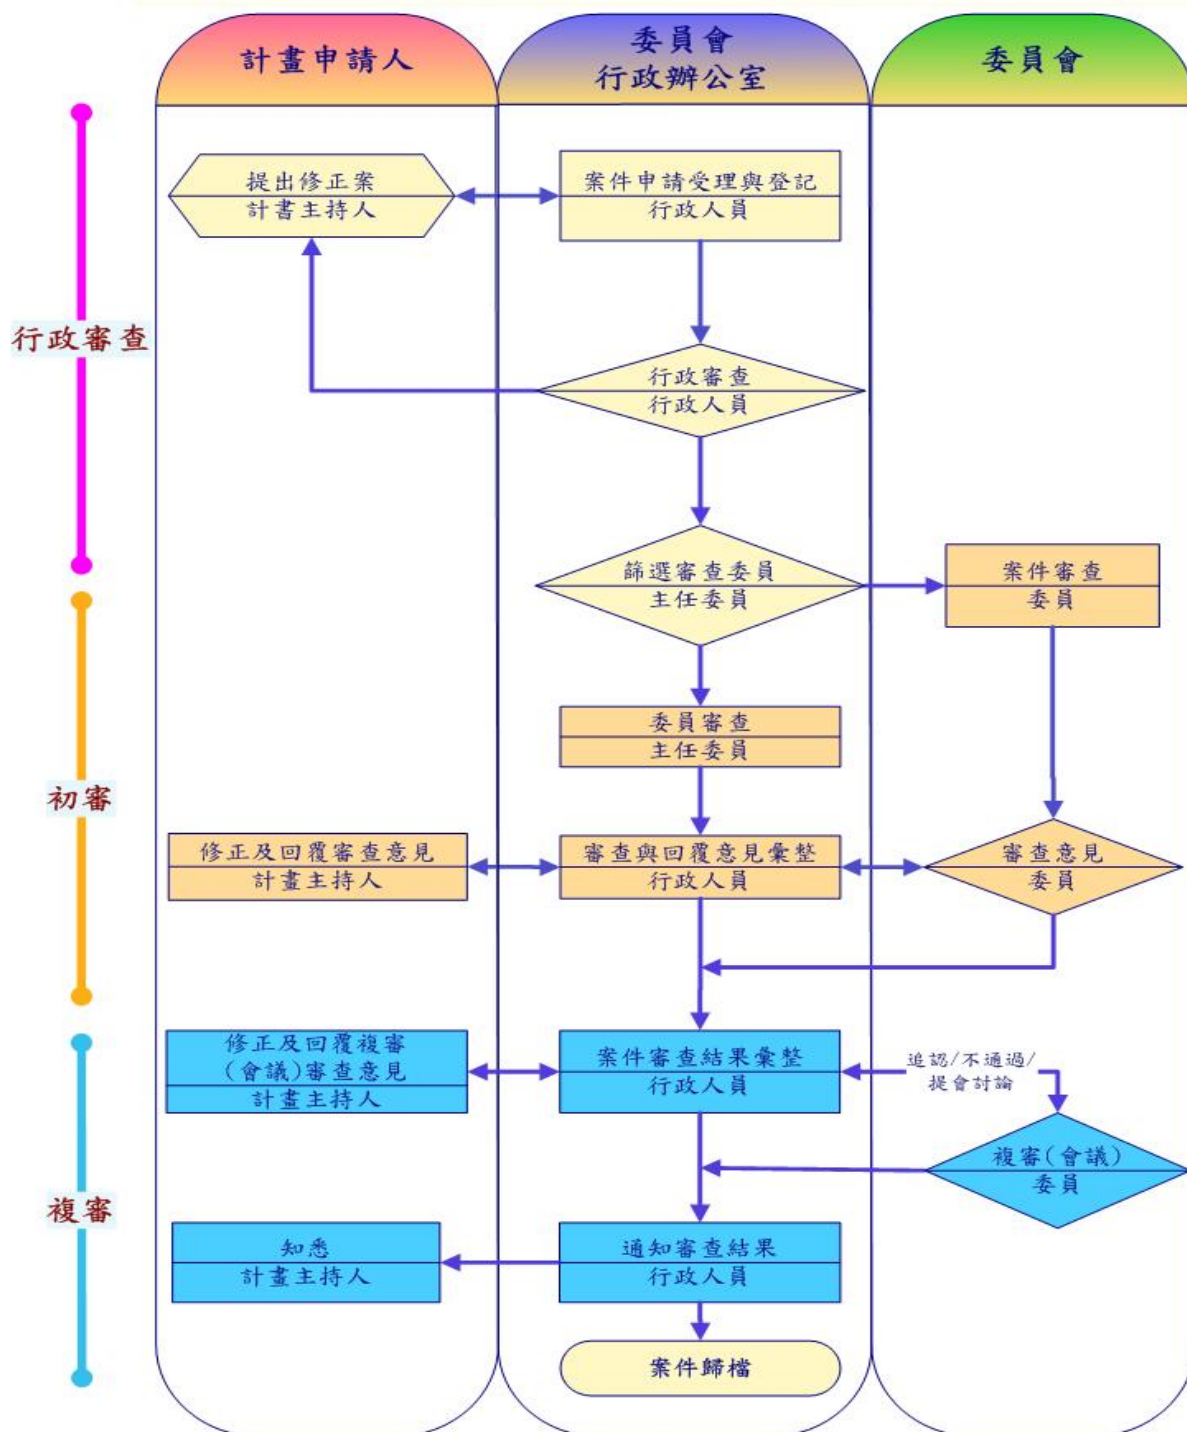 計畫申請人
委員會
行政辦公室
委員會
行政審查
提出修正案
計書主持人
案件申請受理與登記
行政人員
行政審查
行政人員
篩選審查委員
主任委員
案件審查
委員
初審
委員審查
主任委員
修正及回覆審查意見
計畫主持人
審查與回覆意見彙整
行政人員
審查意見
委員
複審
修正及回覆複審
(會議)審查意見
計畫主持人
案件審查結果彙整
行政人員
追認/不通過/
提會討論
複審(會議)
委員
知悉
計畫主持人
通知審查結果
行政人員
案件歸檔